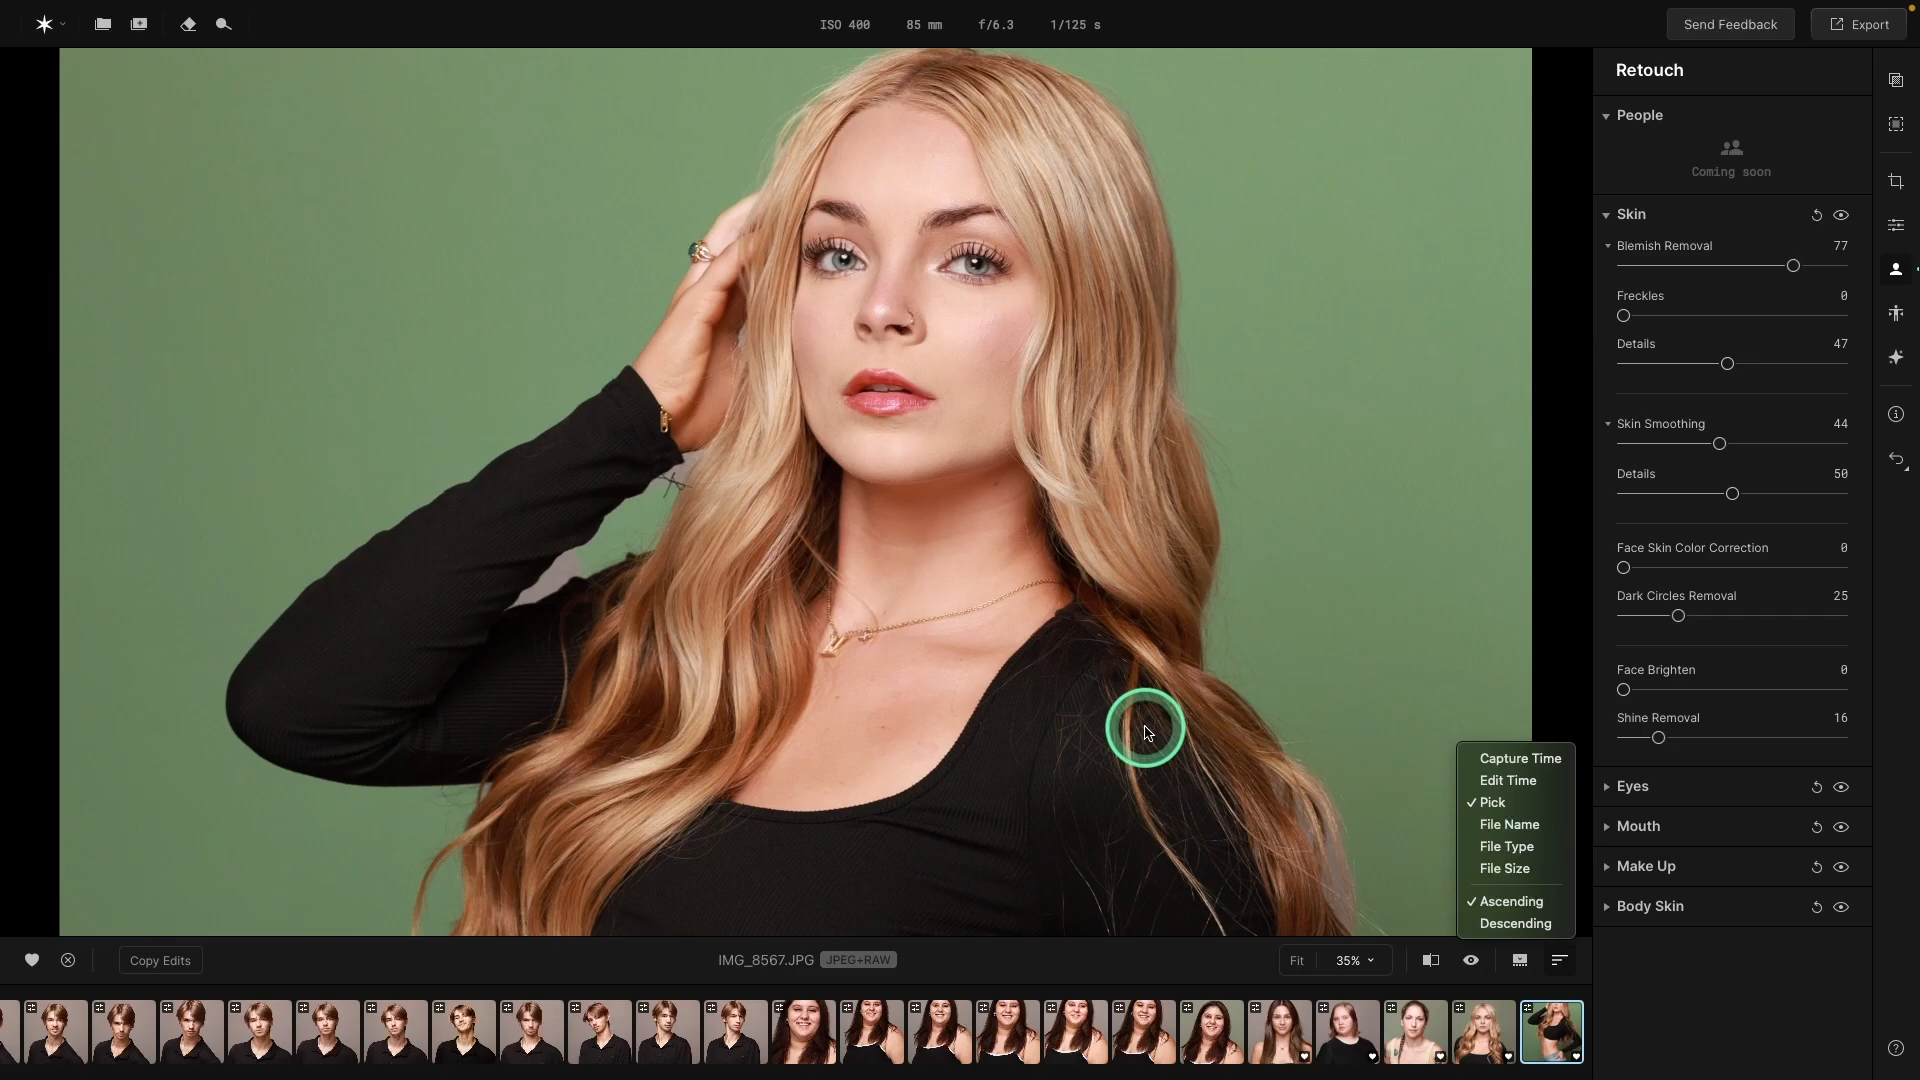 ISO 400 85 mm f/6.3 1/125 s
Send Feedback
Export
Retouch
People
Coming soon
Skin
Blemish Removal 77
Freckles 0
Details 47
Skin Smoothing 44
Details 50
Face Skin Color Correction 0
Dark Circles Removal 25
Face Brighten 0
Shine Removal 16
Eyes
Mouth
Make Up
Body Skin
Capture Time
Edit Time
Pick
File Name
File Type
File Size
Ascending
Descending
Copy Edits
IMG_8567.JPG JPEG+RAW
Fit 35%